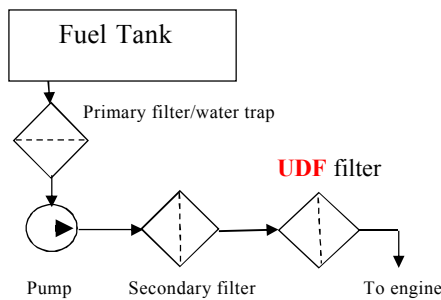 Fuel Tank
Primary filter/water trap
UDF filter
Pump
Secondary filter
To engine